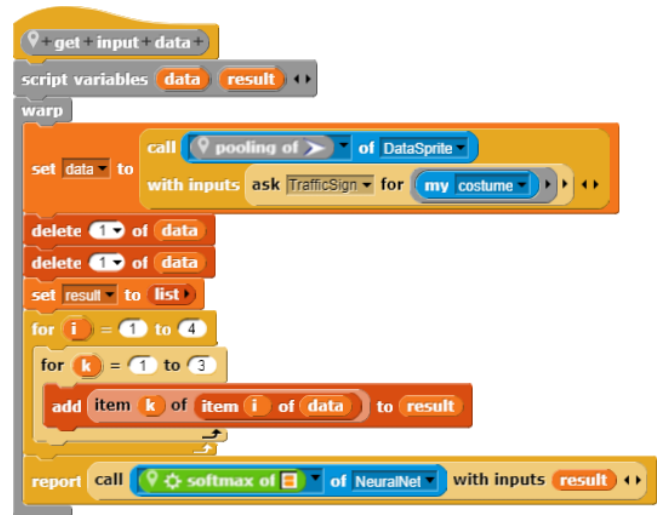 + get + input + data +
script variables data result
warp
set data to call pooling of of DataSprite
with inputs ask TrafficSign for my costume
delete 1 of data
delete 1 of data
set result to list
for i = 1 to 4
for k = 1 to 3
add item k of item i of data to result
report call softmax of of NeuralNet with inputs result